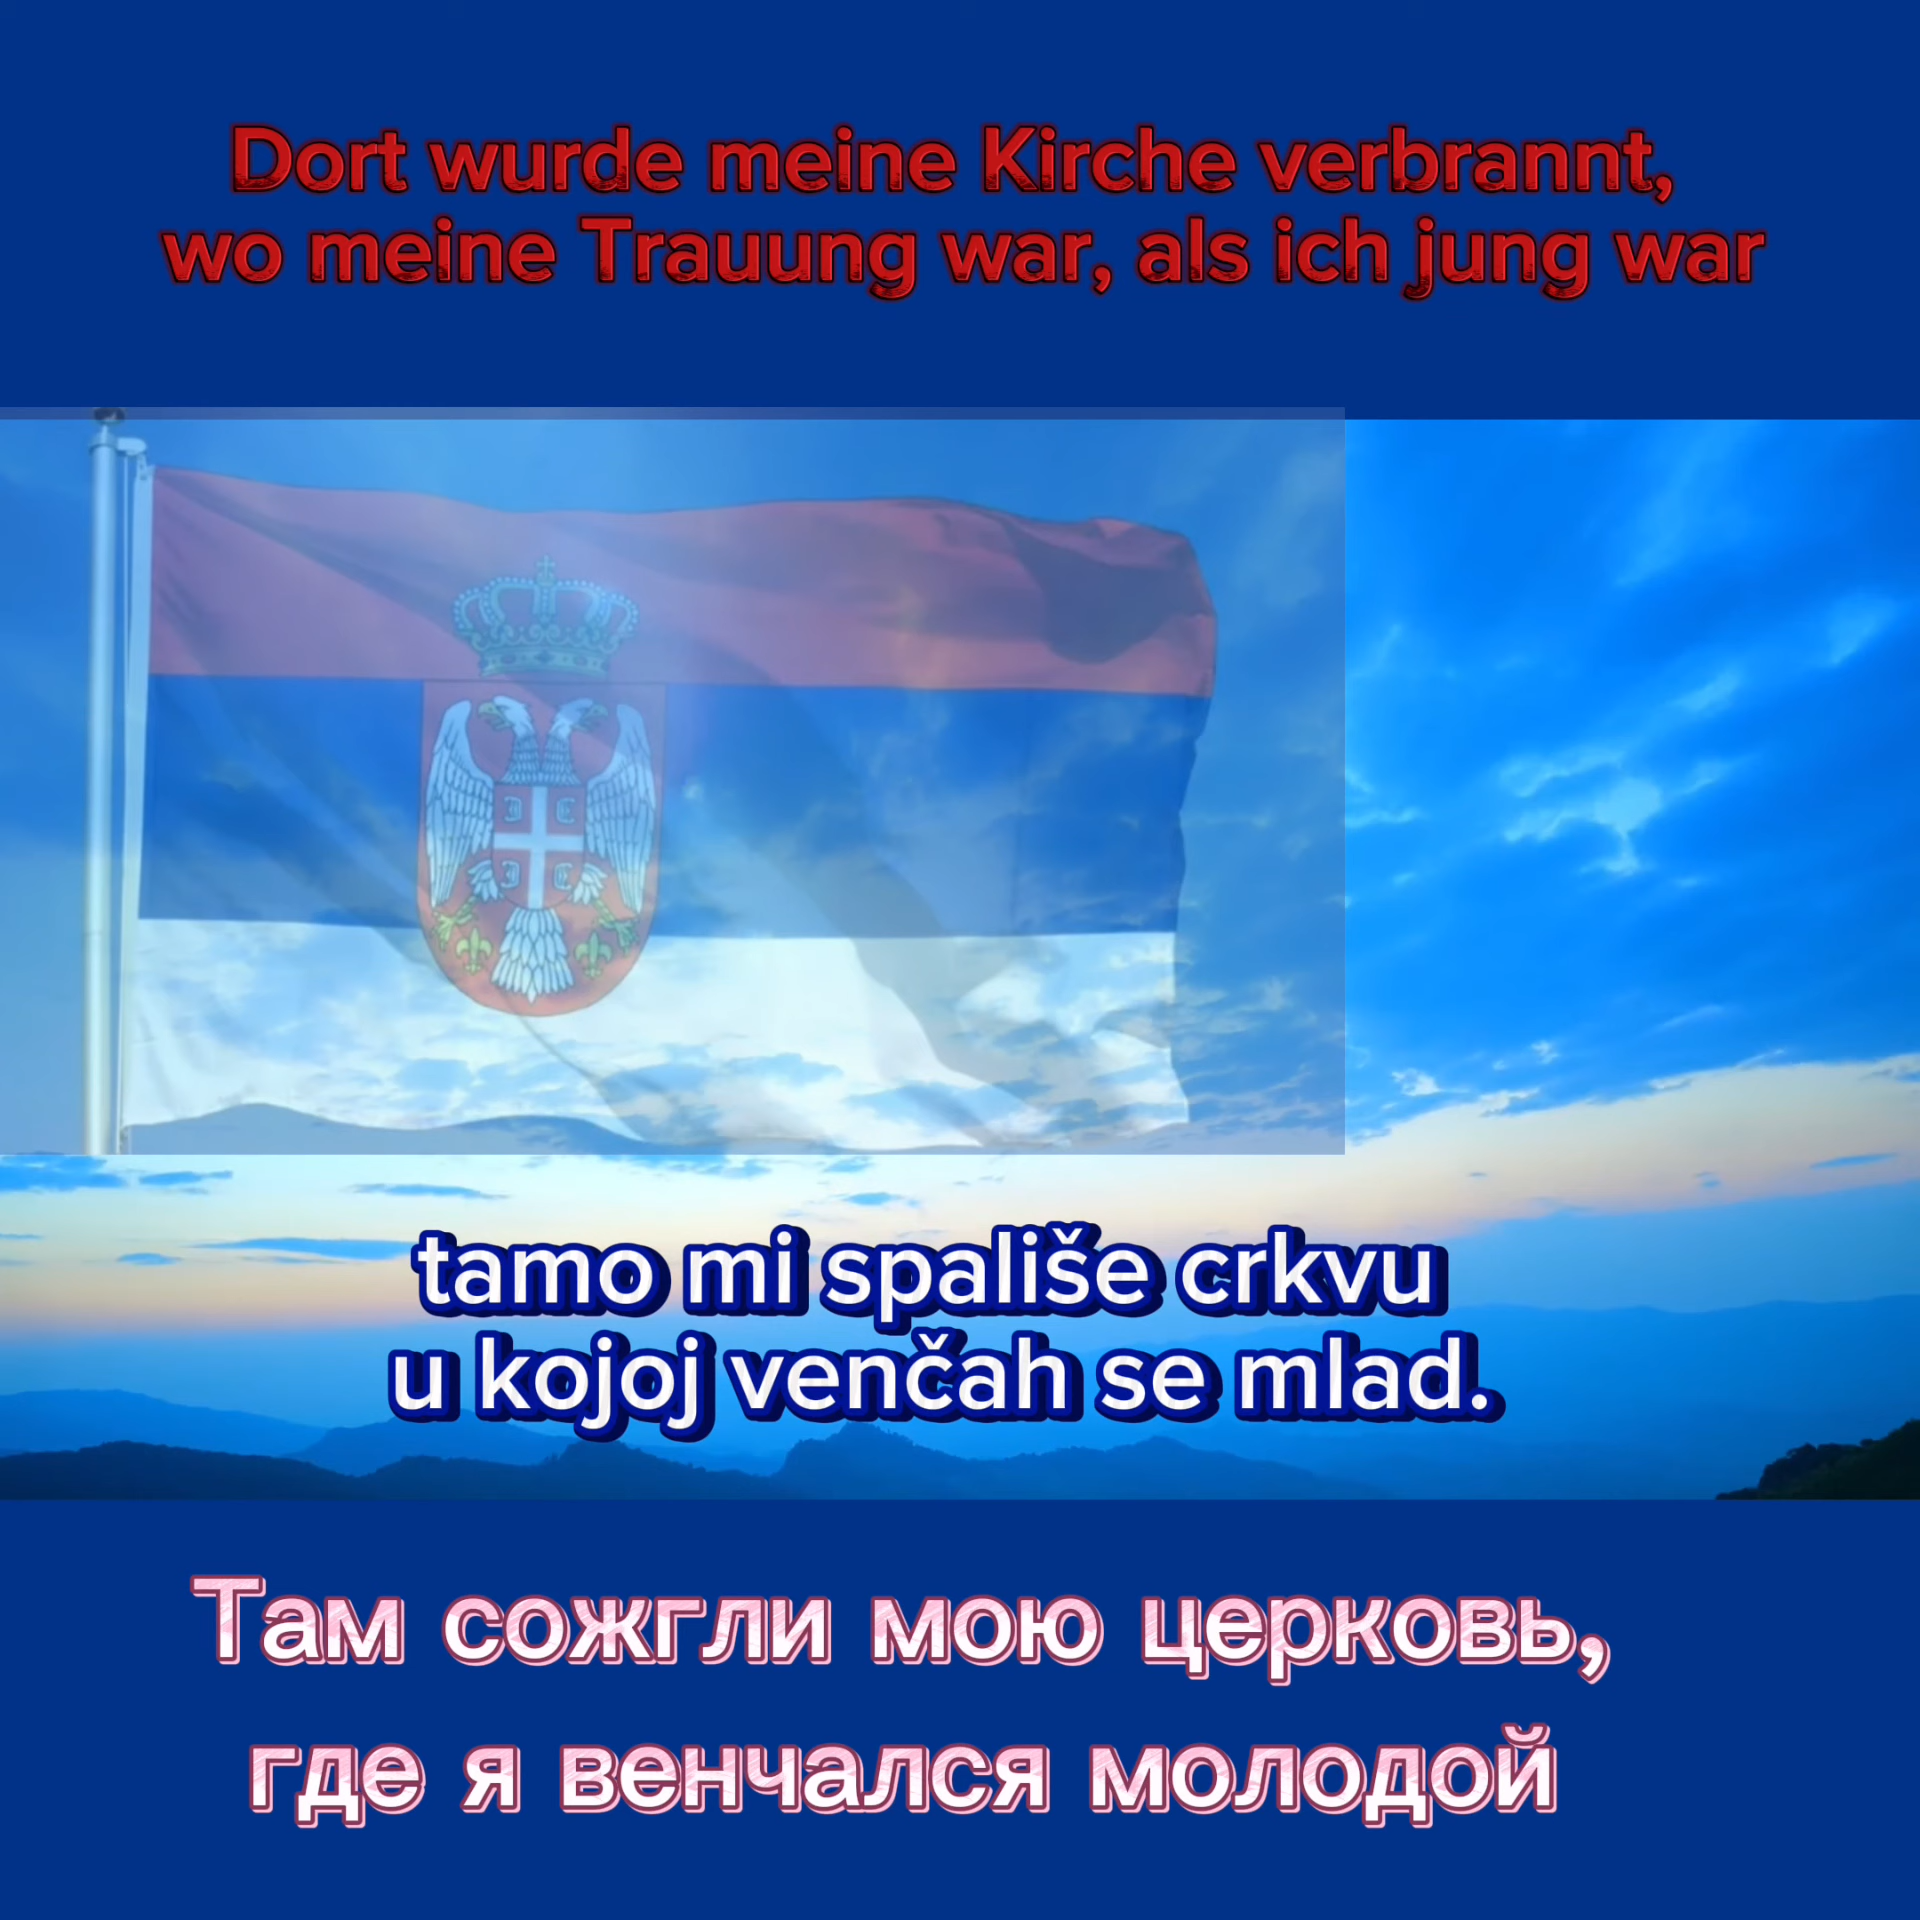 Dort wurde meine Kirche verbrannt,
wo meine Trauung war, als ich jung war
tamo mi spališe crkvu
u kojoj venčah se mlad.
Там сожгли мою церковь,
где я венчался молодой